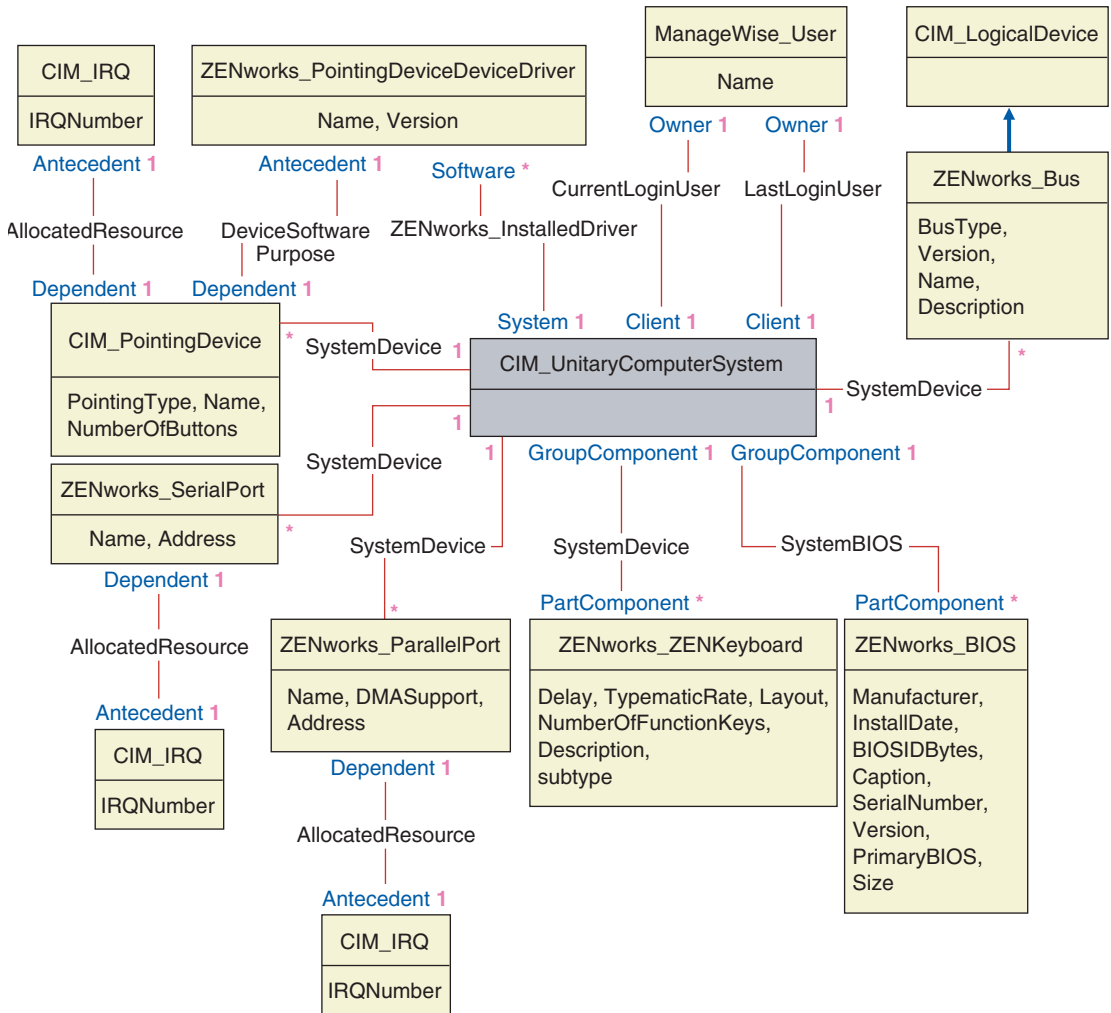 ManageWise_User
Name
CIM_LogicalDevice
CIM_IRQ
IRQNumber
ZENworks_PointingDeviceDeviceDriver
Name, Version
Owner 1
Owner 1
Antecedent 1
Antecedent 1
Software *
CurrentLoginUser
LastLoginUser
ZENworks_Bus
BusType,
Version,
Name,
Description
*
AllocatedResource
DeviceSoftware
Purpose
ZENworks_InstalledDriver
Dependent 1
Dependent 1
System 1
Client 1
Client 1
CIM_PointingDevice
PointingType, Name,
NumberOfButtons
*
SystemDevice
1
CIM_UnitaryComputerSystem
1
SystemDevice
1
SystemDevice
1
GroupComponent 1
GroupComponent 1
ZENworks_SerialPort
Name, Address
*
Dependent 1
SystemDevice
*
SystemDevice
SystemBIOS
PartComponent *
PartComponent *
AllocatedResource
Antecedent 1
CIM_IRQ
IRQNumber
ZENworks_ParallelPort
Name, DMASupport,
Address
Dependent 1
AllocatedResource
Antecedent 1
CIM_IRQ
IRQNumber
ZENworks_ZENKeyboard
Delay, TypematicRate, Layout,
NumberOfFunctionKeys,
Description,
subtype
ZENworks_BIOS
Manufacturer,
InstallDate,
BIOSIDBytes,
Caption,
SerialNumber,
Version,
PrimaryBIOS,
Size